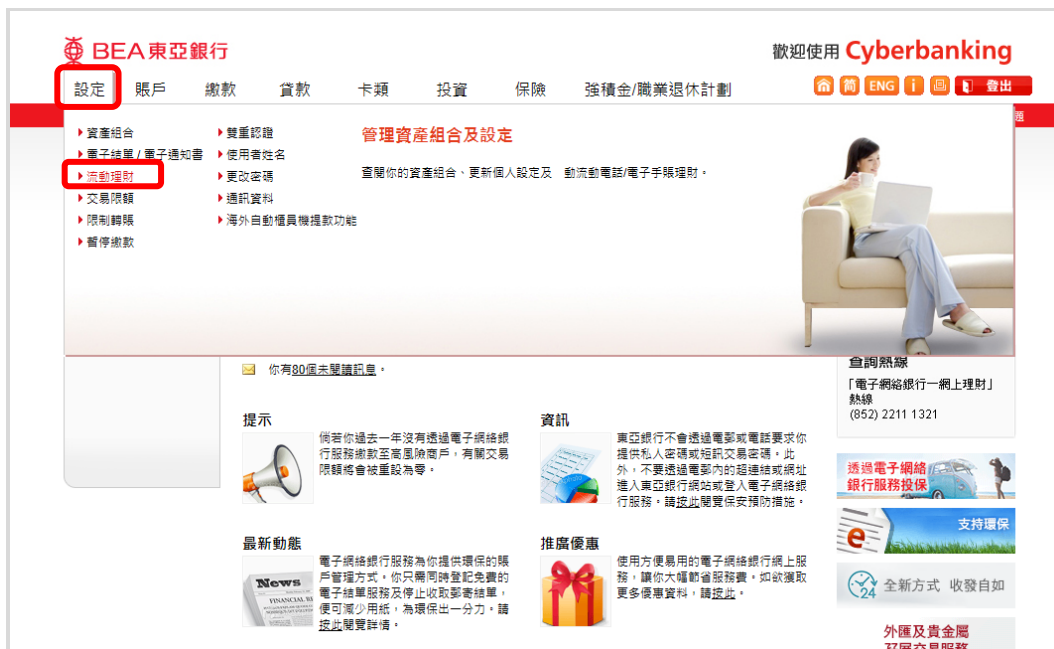 BEA東亞銀行
歡迎使用 Cyberbanking
設定 賬戶 繳款 貸款 卡類 投資 保險 強積金/職業退休計劃
簡 ENG i 登出
題
資產組合
電子結單 / 電子通知書
流動理財
交易限額
限制轉賬
暫停繳款
雙重認證
使用者姓名
更改密碼
通訊資料
海外自動櫃員機提款功能
管理資產組合及設定
查閱你的資產組合、更新個人設定及 動流動電話/電子手賬理財。
你有80個未閱讀訊息。
提示
倘若你過去一年沒有透過電子網絡銀
行服務繳款至高風險商戶，有關交易
限額將會被重設為零。
資訊
東亞銀行不會透過電郵或電話要求你
提供私人密碼或短訊交易密碼。此
外，不要透過電郵內的超連結或網址
進入東亞銀行網站或登入電子網絡銀
行服務。請按此閱覽保安預防措施。
最新動態
News
FINANCIAL
電子網絡銀行服務為你提供環保的賬
戶管理方式。你只需同時登記免費的
電子結單服務及停止收取郵寄結單，
便可減少用紙，為環保出一分力。請
按此閱覽詳情。
推廣優惠
使用方便易用的電子網絡銀行網上服
務，讓你大幅節省服務費。如欲獲取
更多優惠資料，請按此。
查詢熱線
「電子網絡銀行一網上理財」
熱線
(852) 2211 1321
透過電子網絡
銀行服務投保
e 支持環保
24 全新方式 收發自如
外匯及貴金屬
孖展交易服務